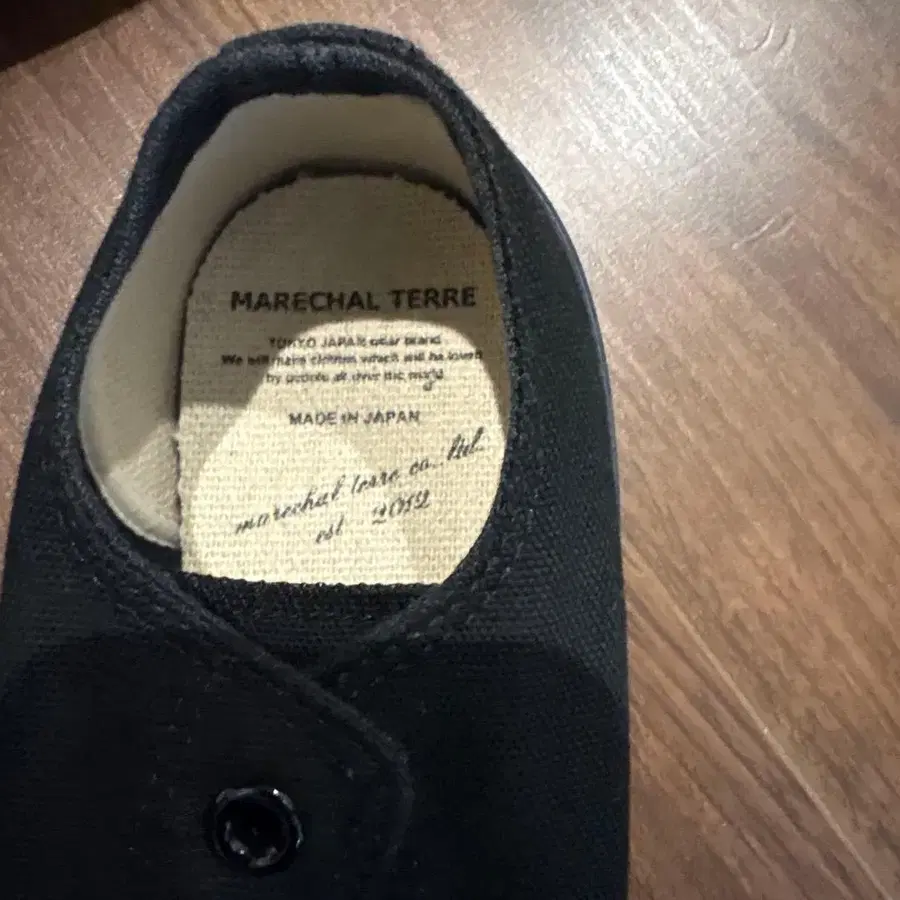 MARECHAL TERRE
TOKYO JAPAN wear brand
We will make clothes which will be loved
by people all over the world
MADE IN JAPAN
marechal terre co., ltd.
est 2012